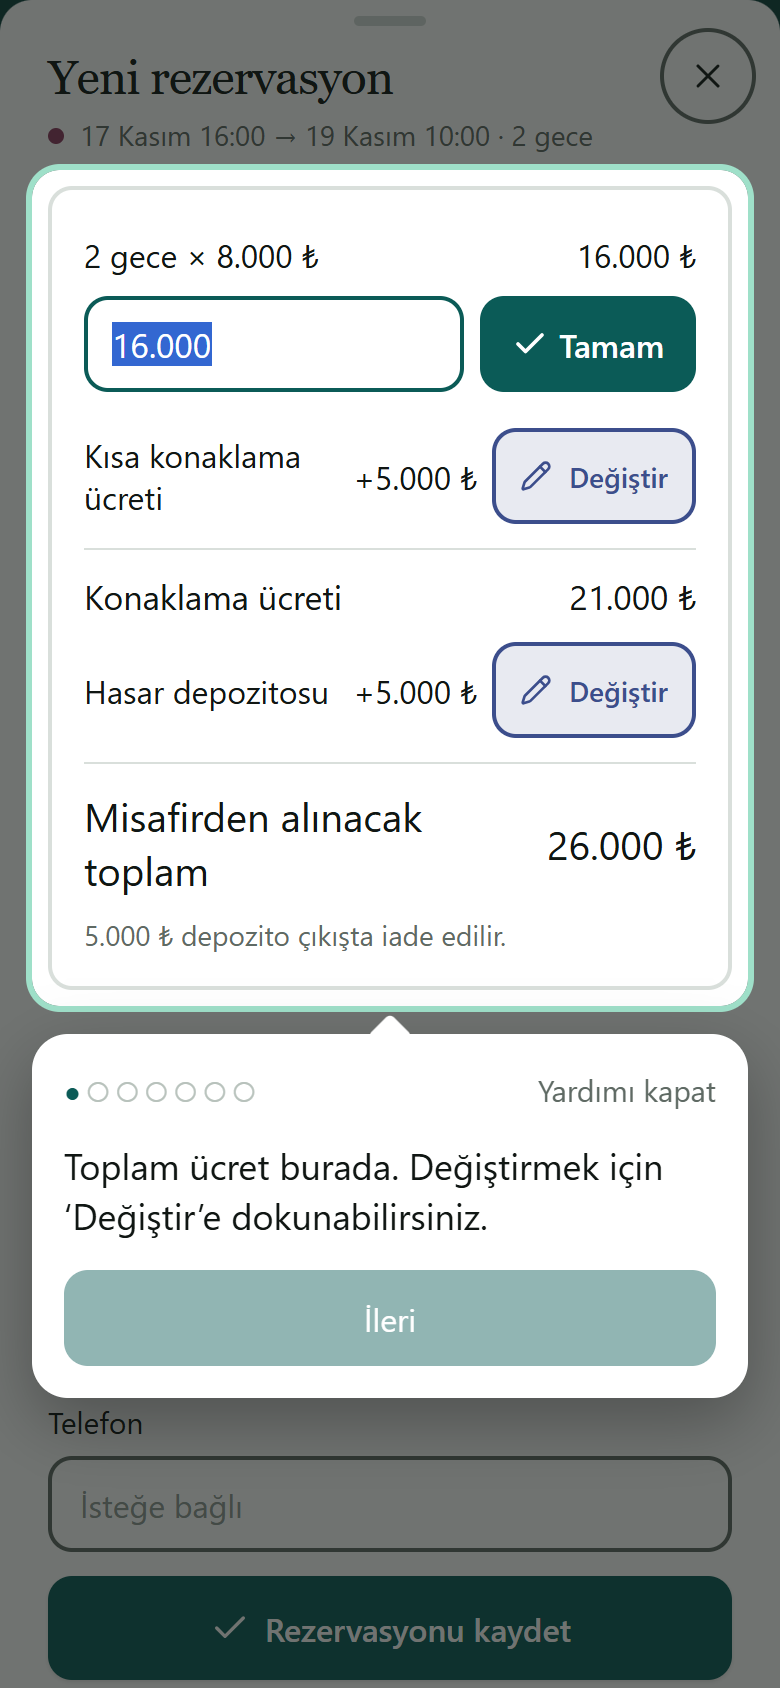 Yeni rezervasyon
17 Kasım 16:00 → 19 Kasım 10:00 · 2 gece
2 gece × 8.000 ₺ 16.000 ₺
16.000 Tamam
Kısa konaklama
ücreti +5.000 ₺ Değiştir
Konaklama ücreti 21.000 ₺
Hasar depozitosu +5.000 ₺ Değiştir
Misafirden alınacak
toplam 26.000 ₺
5.000 ₺ depozito çıkışta iade edilir.
Yardımı kapat
Toplam ücret burada. Değiştirmek için
‘Değiştir’e dokunabilirsiniz.
İleri
Telefon
İsteğe bağlı
Rezervasyonu kaydet